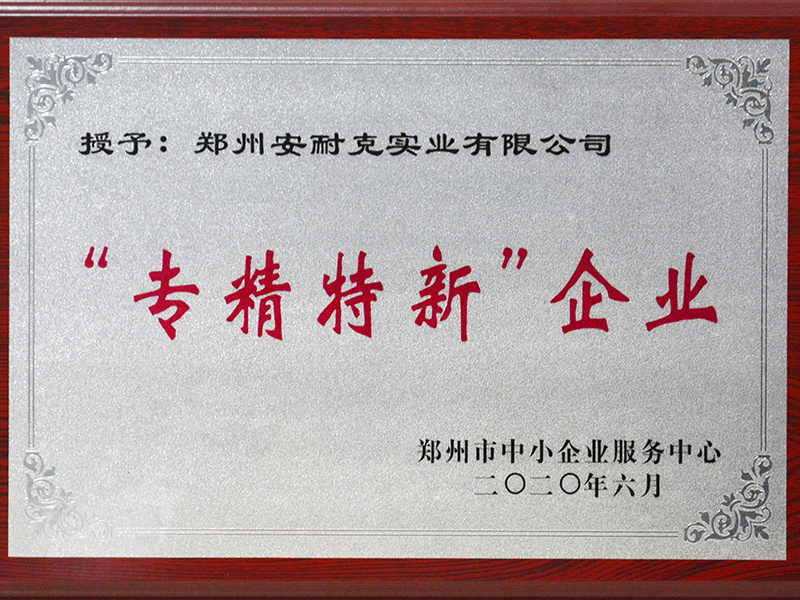 授予：郑州安耐克实业有限公司
“专精特新”企业
郑州市中小企业服务中心
二〇二〇年六月